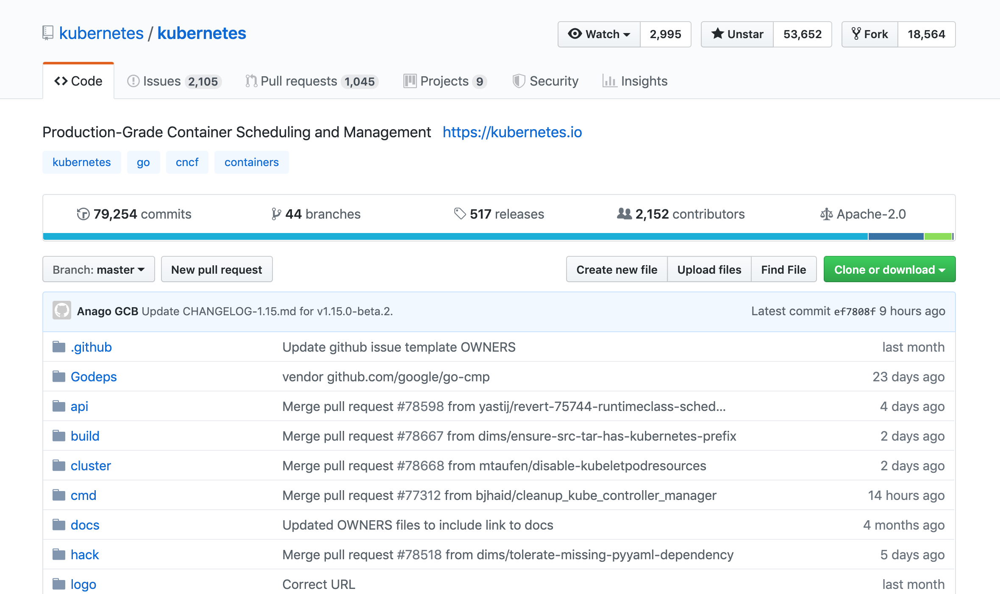 kubernetes / kubernetes
Watch 2,995 Unstar 53,652 Fork 18,564
Code Issues 2,105 Pull requests 1,045 Projects 9 Security Insights
Production-Grade Container Scheduling and Management https://kubernetes.io
kubernetes go cncf containers
79,254 commits 44 branches 517 releases 2,152 contributors Apache-2.0
Branch: master New pull request Create new file Upload files Find File Clone or download
Anago GCB Update CHANGELOG-1.15.md for v1.15.0-beta.2. Latest commit ef7808f 9 hours ago
.github Update github issue template OWNERS last month
Godeps vendor github.com/google/go-cmp 23 days ago
api Merge pull request #78598 from yastij/revert-75744-runtimeclass-sched... 4 days ago
build Merge pull request #78667 from dims/ensure-src-tar-has-kubernetes-prefix 2 days ago
cluster Merge pull request #78668 from mtaufen/disable-kubeletpodresources 2 days ago
cmd Merge pull request #77312 from bjhaid/cleanup_kube_controller_manager 14 hours ago
docs Updated OWNERS files to include link to docs 4 months ago
hack Merge pull request #78518 from dims/tolerate-missing-pyyaml-dependency 5 days ago
logo Correct URL last month